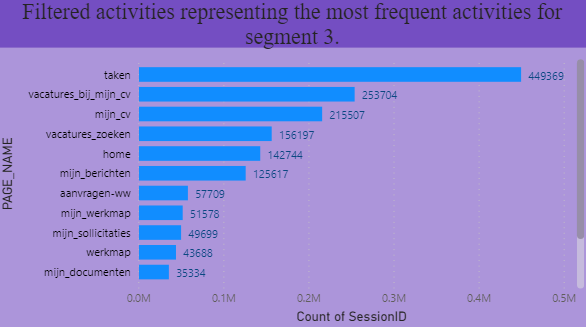 Filtered activities representing the most frequent activities for
segment 3.
PAGE_NAME
taken 449369
vacatures_bij_mijn_cv 253704
mijn_cv 215507
vacatures_zoeken 156197
home 142744
mijn_berichten 125617
aanvragen-ww 57709
mijn_werkmap 51578
mijn_sollicitaties 49699
werkmap 43688
mijn_documenten 35334
0.0M 0.1M 0.2M 0.3M 0.4M 0.5M
Count of SessionID